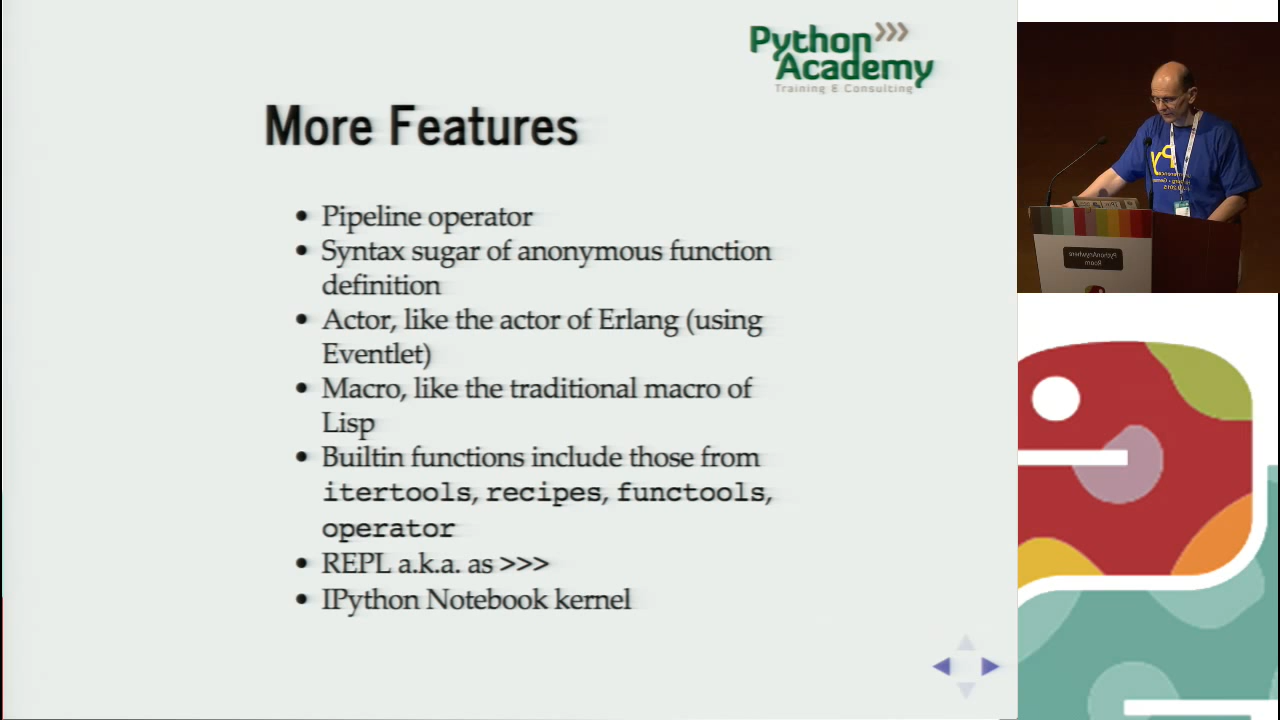 Python
Academy
Training & Consulting
More Features
• Pipeline operator
• Syntax sugar of anonymous function
definition
• Actor, like the actor of Erlang (using
Eventlet)
• Macro, like the traditional macro of
Lisp
• Builtin functions include those from
itertools, recipes, functools,
operator
• REPL a.k.a. as >>>
• IPython Notebook kernel
PythonAnywhere
Room